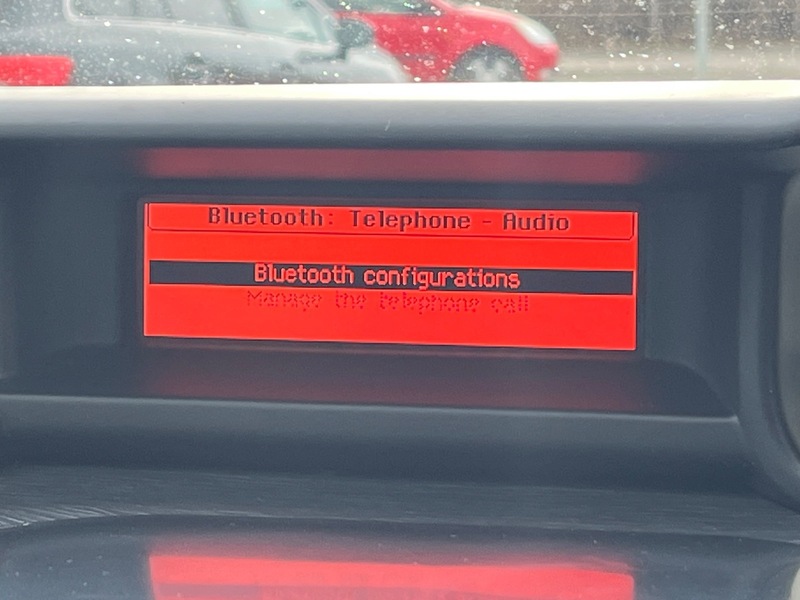 Bluetooth: Telephone - Audio
Bluetooth configurations
Manage the telephone call